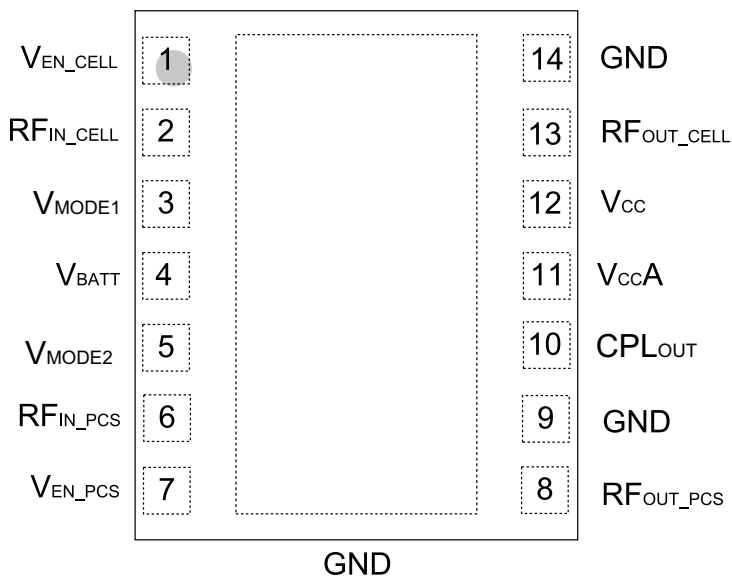 VEN_CELL 1 14 GND
RFIN_CELL 2 13 RFOUT_CELL
VMODE1 3 12 VCC
VBATT 4 11 VCCA
VMODE2 5 10 CPLOUT
RFIN_PCS 6 9 GND
VEN_PCS 7 8 RFOUT_PCS
GND